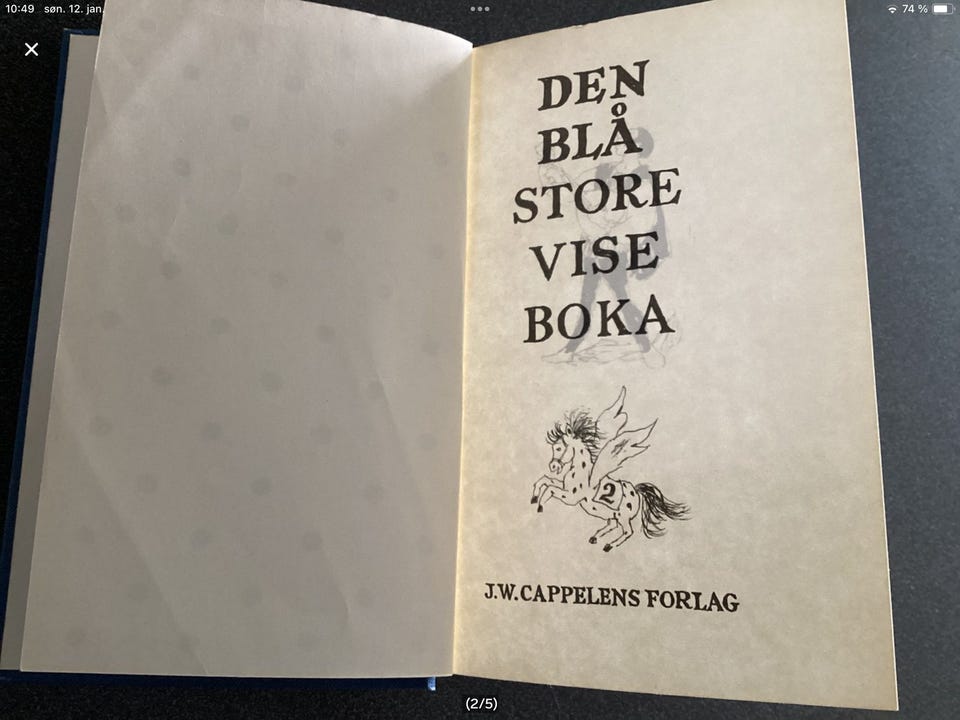 10:49 søn. 12. jan.
74 %
DEN
BLÅ
STORE
VISE
BOKA
2
J.W. CAPPELENS FORLAG
(2/5)